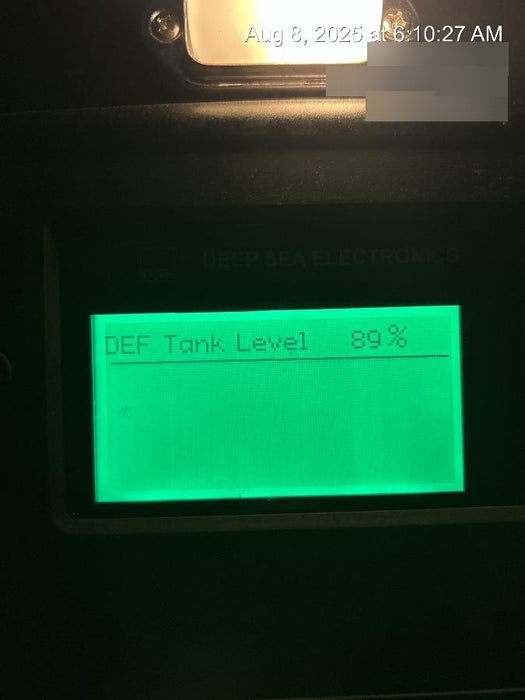 Aug 8, 2025 at 6:10:27 AM
DEEP SEA ELECTRONICS
DEF Tank Level 89%